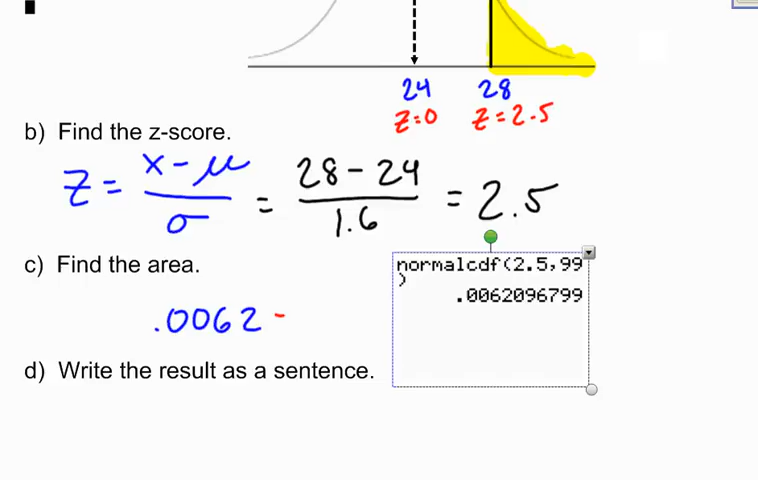 24 28
z=0 z=2.5
b) Find the z-score.
z = x - μ / σ = 28 - 24 / 1.6 = 2.5
c) Find the area.
normalcdf(2.5,99
)
.0062096799
.0062 -
d) Write the result as a sentence.